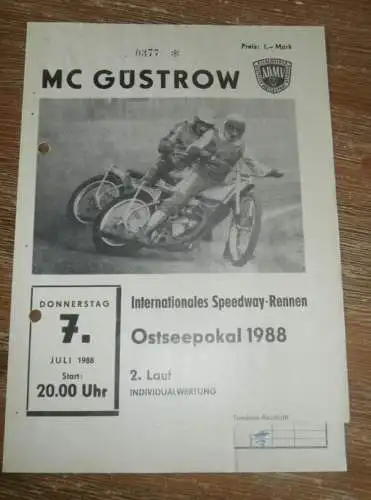 0377 *
Preis: 1,– Mark
MC GÜSTROW
ADMV
DONNERSTAG
7.
JULI 1988
Start:
20.00 Uhr
Internationales Speedway-Rennen
Ostseepokal 1988
2. Lauf
INDIVIDUALWERTUNG